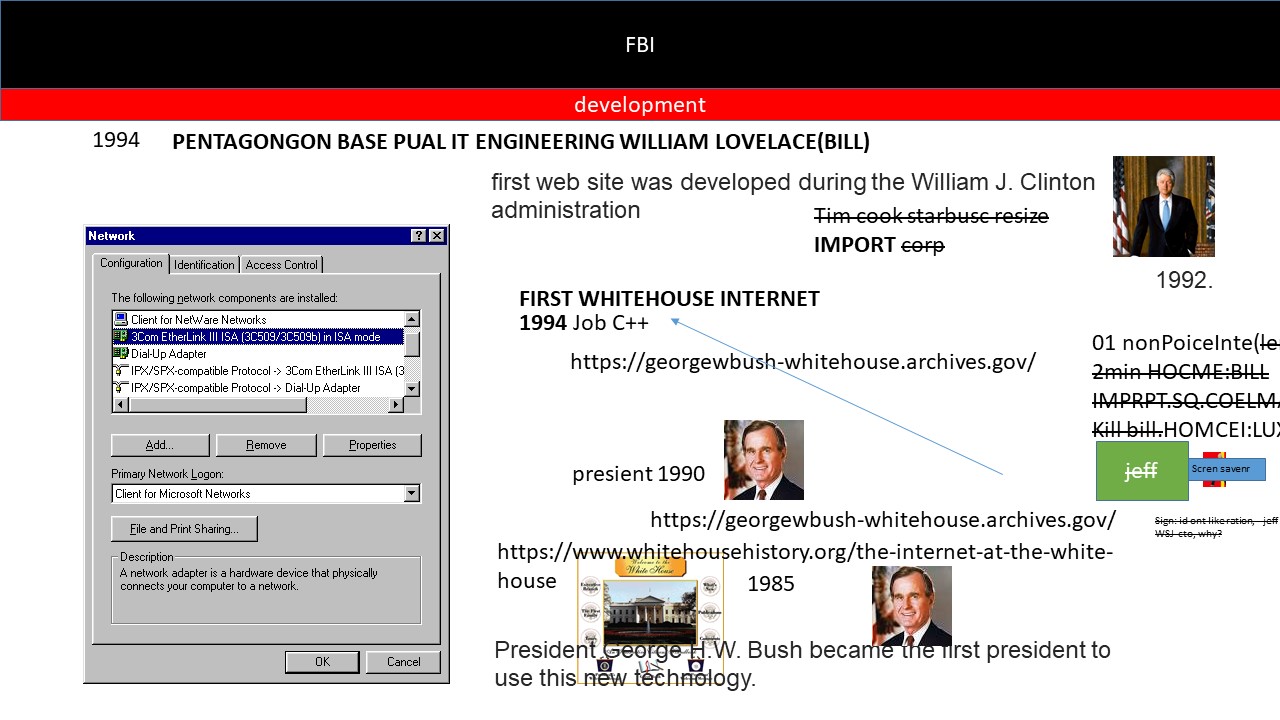 FBI
development
1994
PENTAGONGON BASE PUAL IT ENGINEERING WILLIAM LOVELACE(BILL)
first web site was developed during the William J. Clinton
administration
Tim cook starbusc resize
IMPORT corp
1992.
Network
Configuration
Identification
Access Control
The following network components are installed:
Client for NetWare Networks
3Com EtherLink III ISA (3C509/3C509b) in ISA mode
Dial-Up Adapter
IPX/SPX-compatible Protocol -> 3Com EtherLink III ISA (3
IPX/SPX-compatible Protocol -> Dial-Up Adapter
Add...
Remove
Properties
Primary Network Logon:
Client for Microsoft Networks
File and Print Sharing...
Description
A network adapter is a hardware device that physically
connects your computer to a network.
OK
Cancel
FIRST WHITEHOUSE INTERNET
1994 Job C++
https://georgewbush-whitehouse.archives.gov/
01 nonPoiceInte(le
2min HOCME:BILL
IMPRPT.SQ.COELM
Kill bill.HOMCEI:LUX
jeff
Scren savenr
Sign: id ont like ration, - jeff
WSJ cto, why?
presient 1990
https://georgewbush-whitehouse.archives.gov/
https://www.whitehousehistory.org/the-internet-at-the-white-
house
1985
Welcome to the
White House
President George H.W. Bush became the first president to
use this new technology.